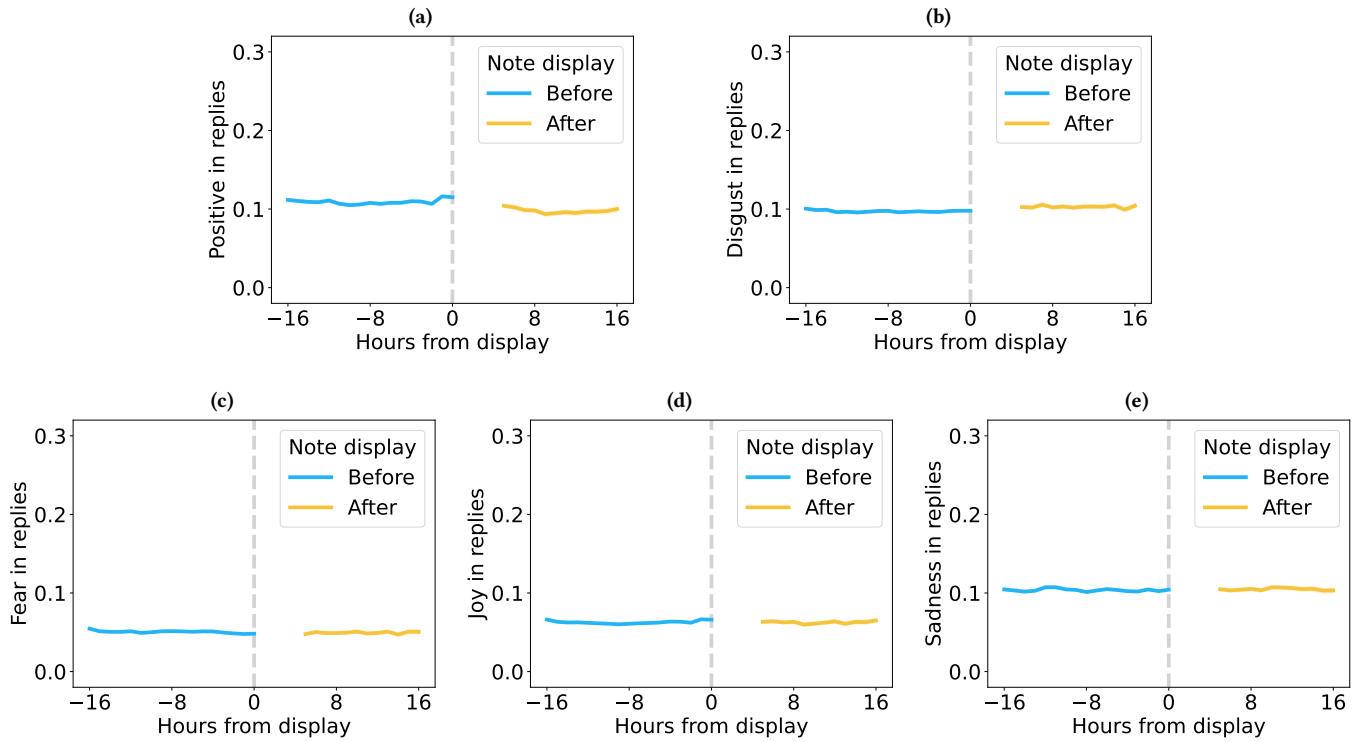 (a)
Positive in replies
0.3
0.2
0.1
0.0
Note display
Before
After
−16
−8
0
8
16
Hours from display
(b)
Disgust in replies
0.3
0.2
0.1
0.0
Note display
Before
After
−16
−8
0
8
16
Hours from display
(c)
Fear in replies
0.3
0.2
0.1
0.0
Note display
Before
After
−16
−8
0
8
16
Hours from display
(d)
Joy in replies
0.3
0.2
0.1
0.0
Note display
Before
After
−16
−8
0
8
16
Hours from display
(e)
Sadness in replies
0.3
0.2
0.1
0.0
Note display
Before
After
−16
−8
0
8
16
Hours from display